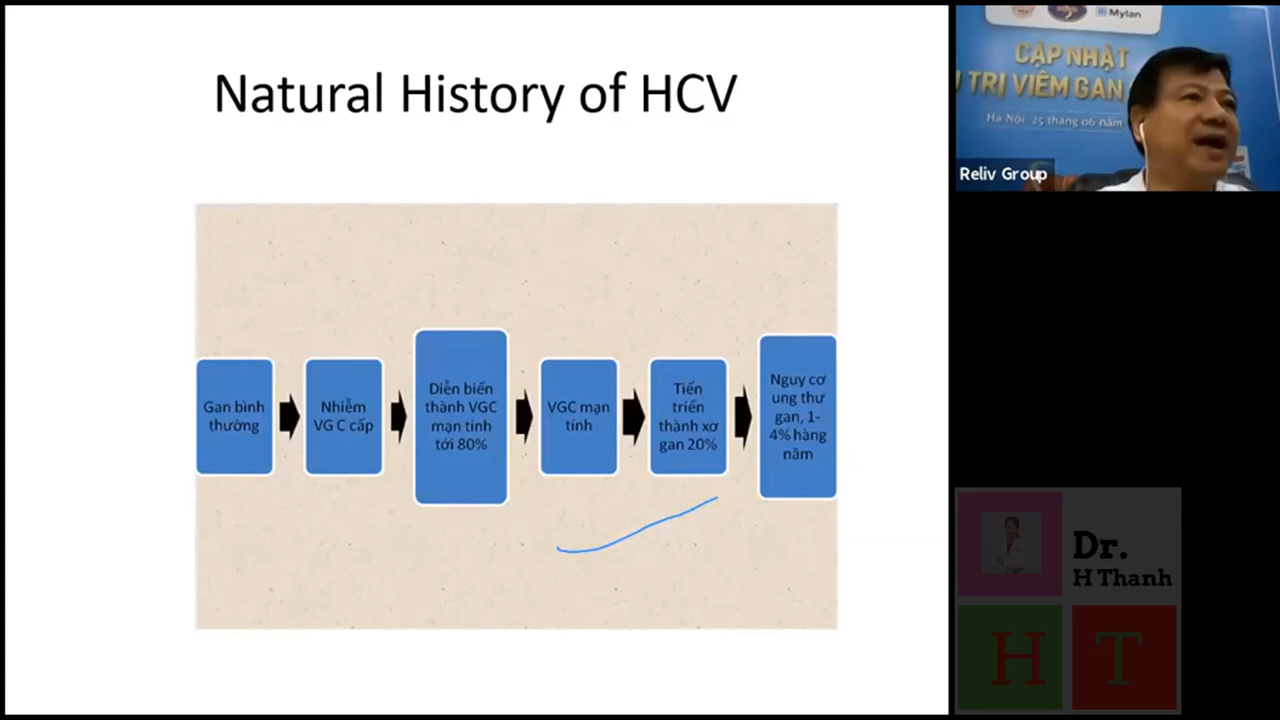 Natural History of HCV
Gan bình
thường
Nhiễm
VG C cấp
Diễn biến
thành VGC
mạn tính
tới 80%
VGC mạn
tính
Tiến
triển
thành xơ
gan 20%
Nguy cơ
ung thư
gan, 1-
4% hàng
năm
Mylan
CẬP NHẬT
TRỊ VIÊM GAN
Hà Nội, 25 tháng 06 năm
Reliv Group
Dr.
H Thanh
H T